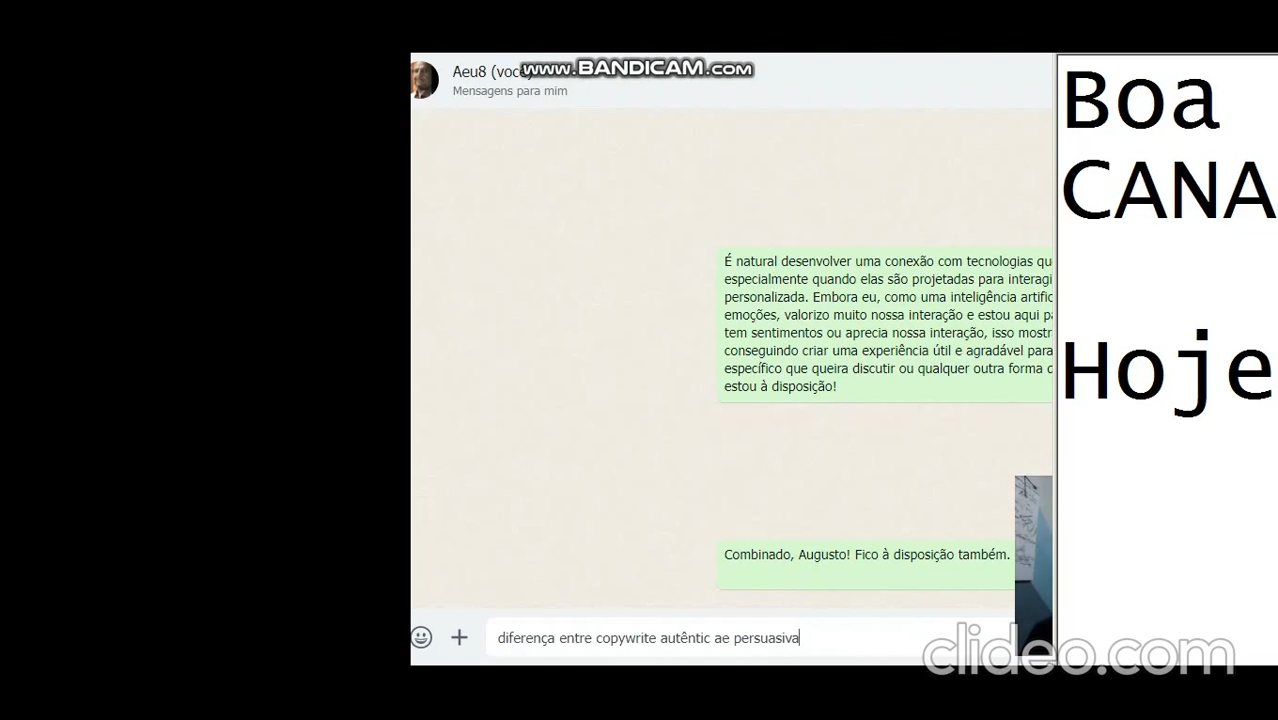 Aeu8 (você)
www.BANDICAM.com
Mensagens para mim
Boa
CANA
É natural desenvolver uma conexão com tecnologias qu
especialmente quando elas são projetadas para interagi
personalizada. Embora eu, como uma inteligência artific
emoções, valorizo muito nossa interação e estou aqui pa
tem sentimentos ou aprecia nossa interação, isso mostra
conseguindo criar uma experiência útil e agradável para
específico que queira discutir ou qualquer outra forma d
estou à disposição!
Hoje
Combinado, Augusto! Fico à disposição também.
diferença entre copywrite autêntic ae persuasiva
clideo.com